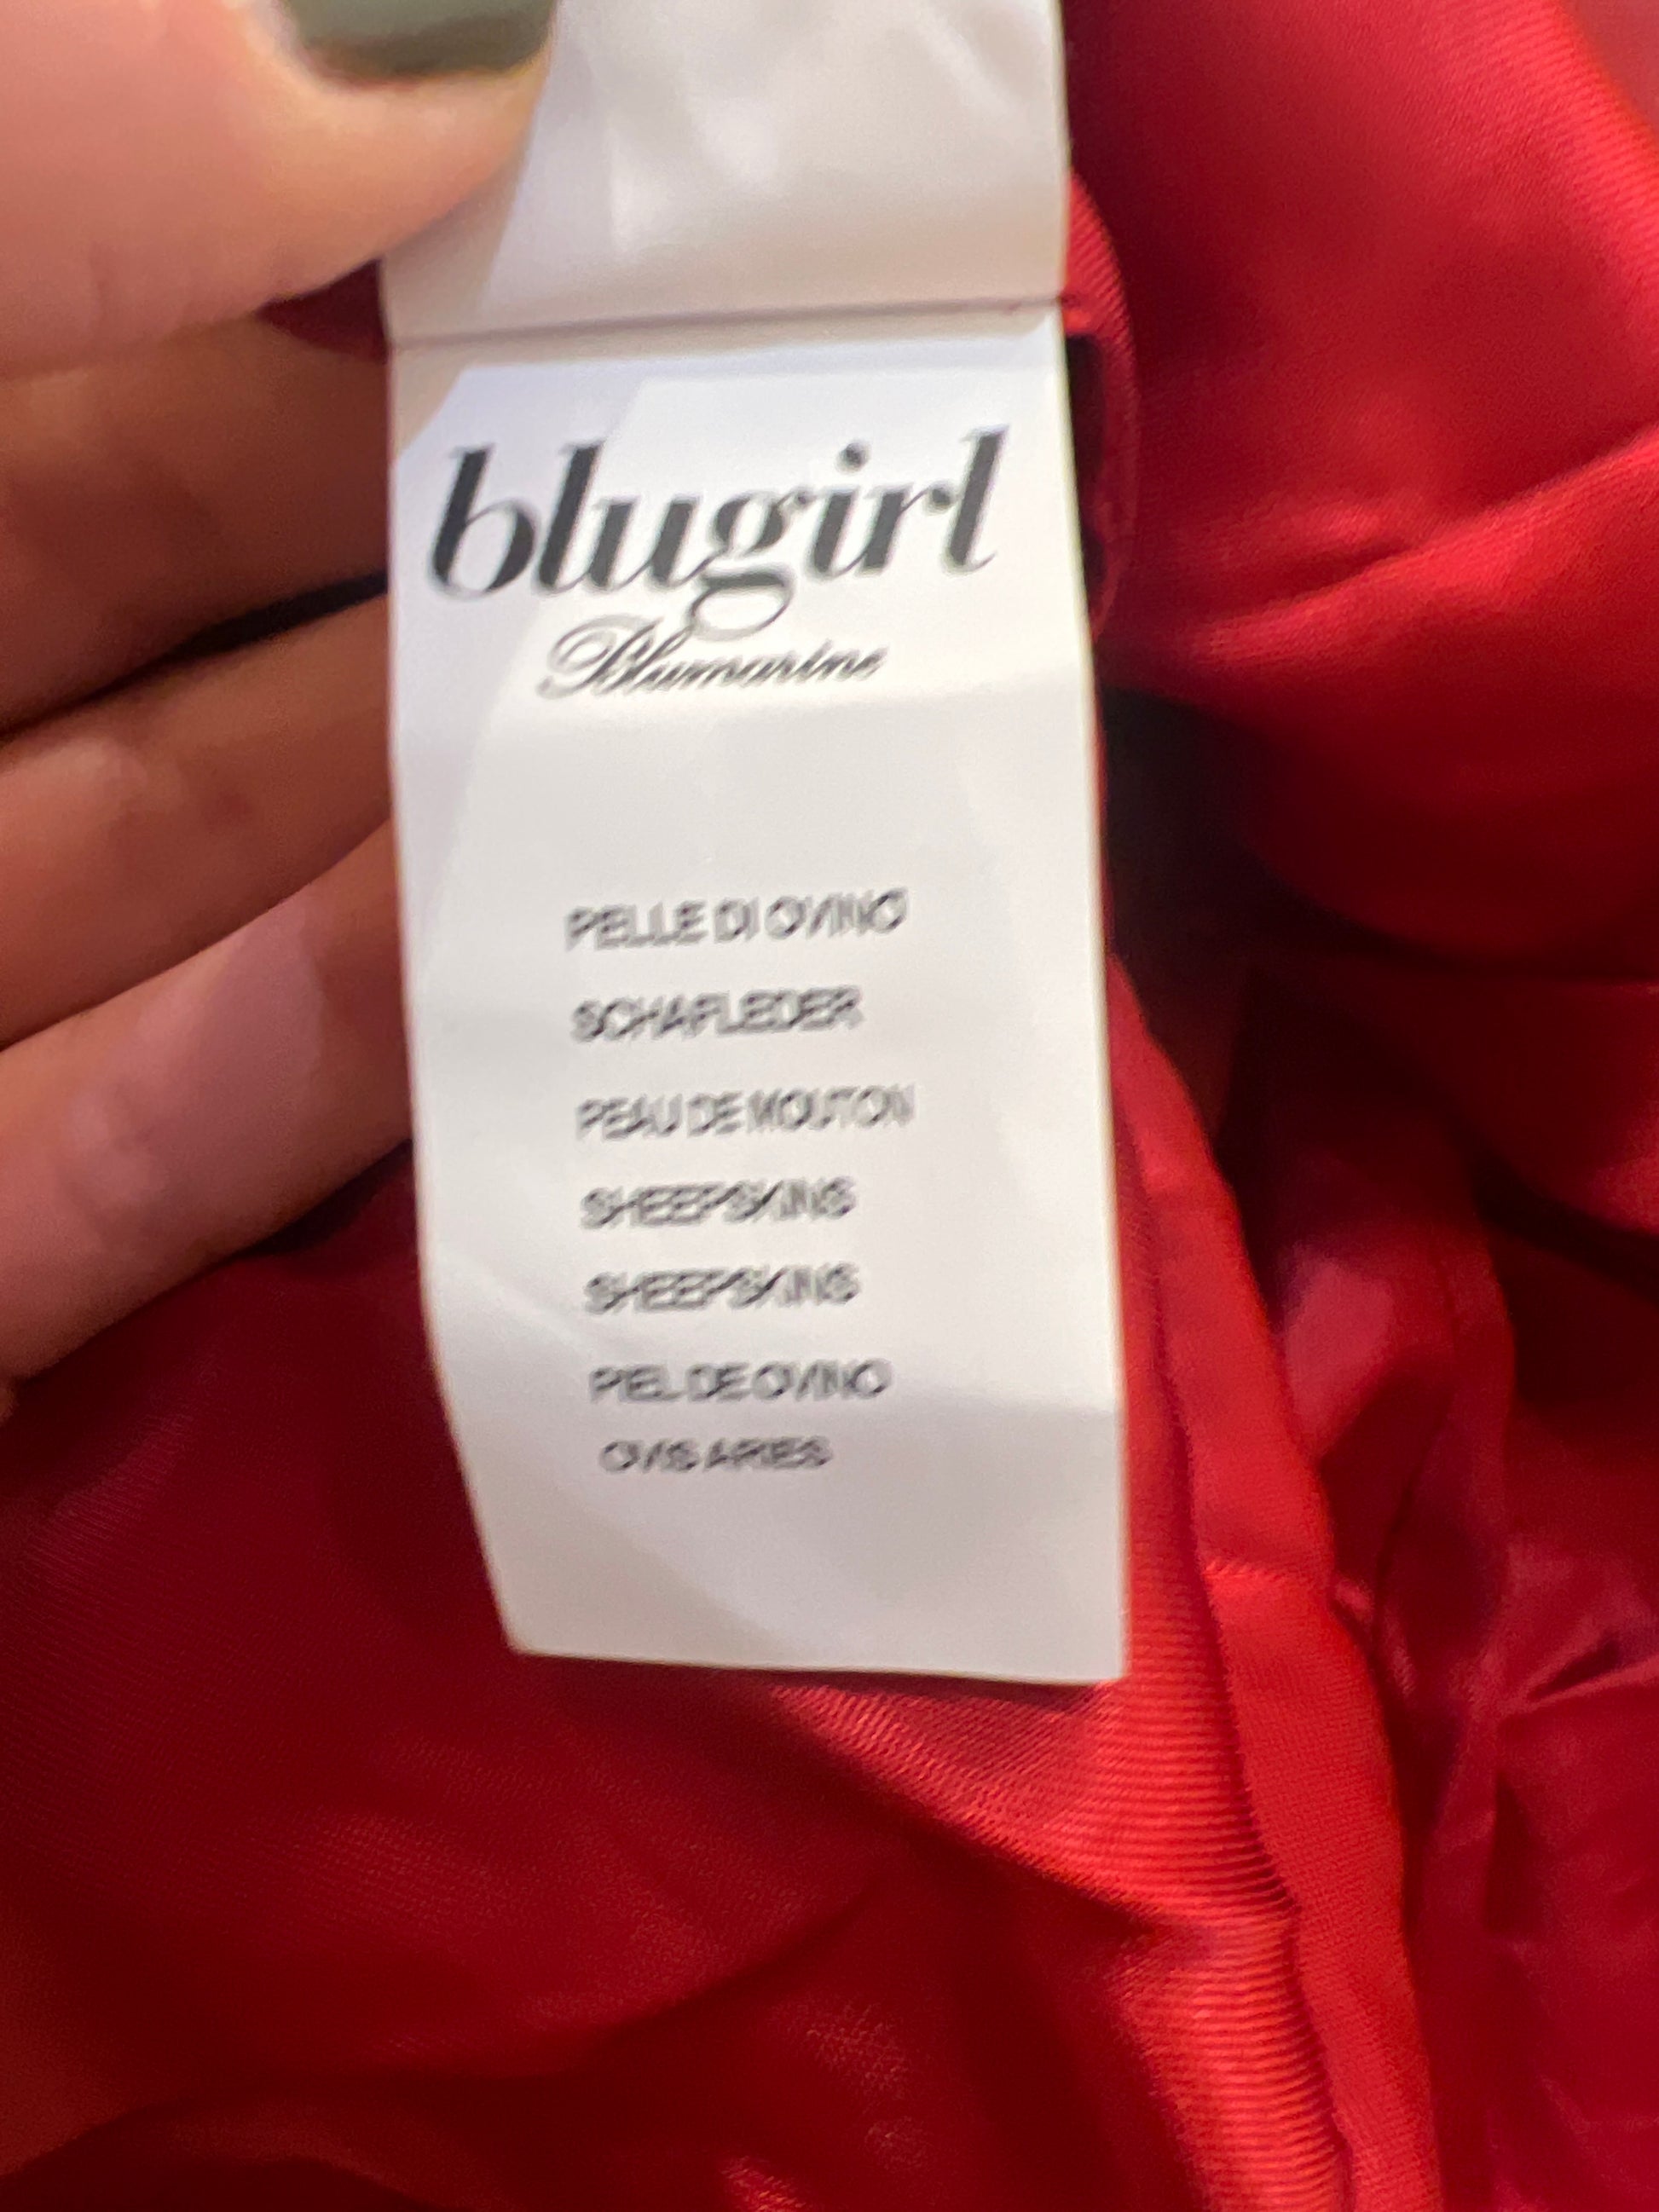 blugirl
Blumarine
PELLE DI OVINO
SCHAFLEDER
PEAU DE MOUTON
SHEEPSKINS
SHEEPSKINS
PIEL DE OVINO
OVIS ARIES